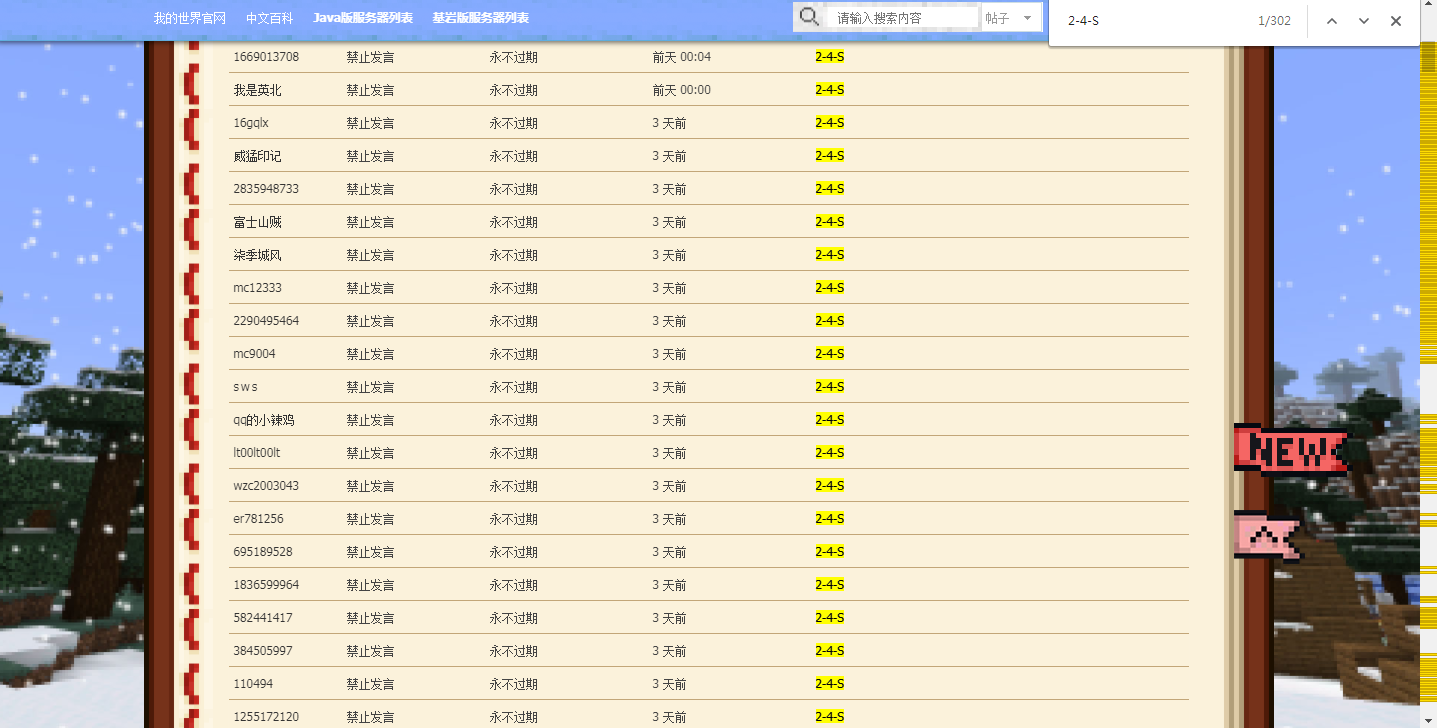 我的世界官网 中文百科 Java版服务器列表 基岩版服务器列表 请输入搜索内容 帖子 2-4-S 1/302
1669013708 禁止发言 永不过期 前天 00:04 2-4-S
我是英北 禁止发言 永不过期 前天 00:00 2-4-S
16gqlx 禁止发言 永不过期 3 天前 2-4-S
威猛印记 禁止发言 永不过期 3 天前 2-4-S
2835948733 禁止发言 永不过期 3 天前 2-4-S
富士山贼 禁止发言 永不过期 3 天前 2-4-S
柒季城风 禁止发言 永不过期 3 天前 2-4-S
mc12333 禁止发言 永不过期 3 天前 2-4-S
2290495464 禁止发言 永不过期 3 天前 2-4-S
mc9004 禁止发言 永不过期 3 天前 2-4-S
s w s 禁止发言 永不过期 3 天前 2-4-S
qq的小辣鸡 禁止发言 永不过期 3 天前 2-4-S
lt00lt00lt 禁止发言 永不过期 3 天前 2-4-S
NEW
wzc2003043 禁止发言 永不过期 3 天前 2-4-S
er781256 禁止发言 永不过期 3 天前 2-4-S
695189528 禁止发言 永不过期 3 天前 2-4-S
1836599964 禁止发言 永不过期 3 天前 2-4-S
582441417 禁止发言 永不过期 3 天前 2-4-S
384505997 禁止发言 永不过期 3 天前 2-4-S
110494 禁止发言 永不过期 3 天前 2-4-S
1255172120 禁止发言 永不过期 3 天前 2-4-S